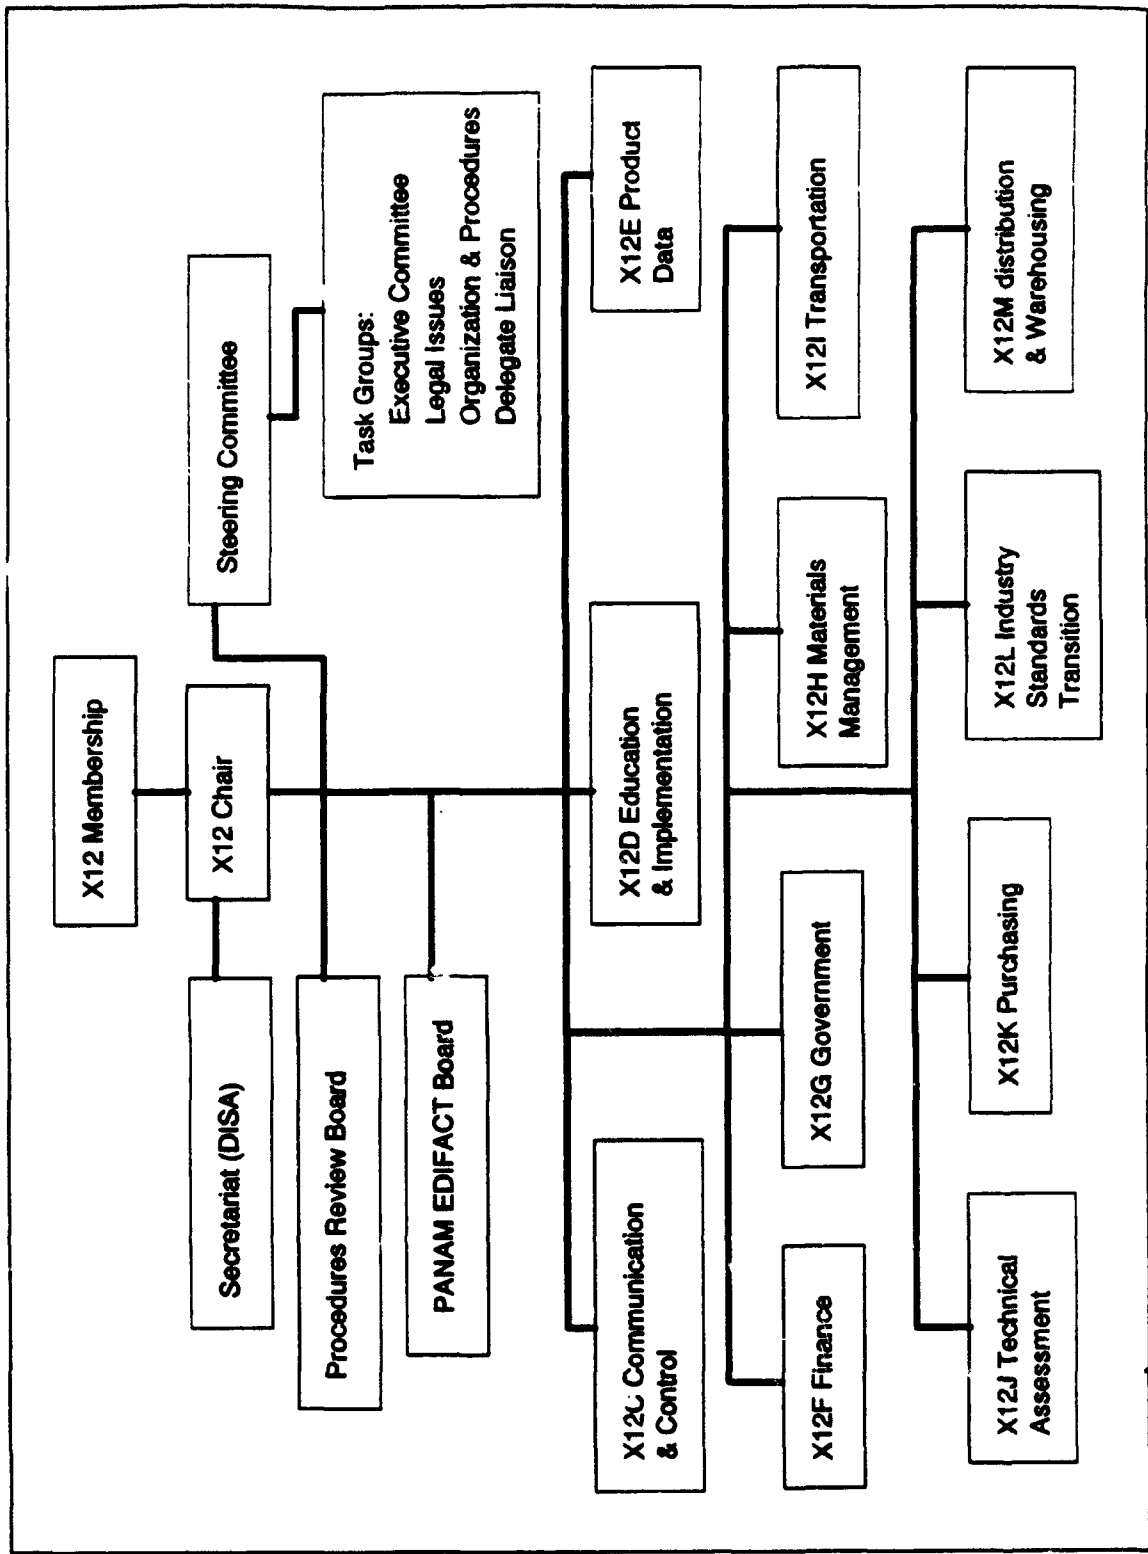 X12 Membership
Secretariat (DISA)
X12 Chair
Steering Committee
Procedures Review Board
Task Groups:
Executive Committee
Legal Issues
Organization & Procedures
Delegate Liaison
PANAM EDIFACT Board
X12C Communication
& Control
X12D Education
& Implementation
X12E Product
Data
X12F Finance
X12G Government
X12H Materials
Management
X12I Transportation
X12J Technical
Assessment
X12K Purchasing
X12L Industry
Standards
Transition
X12M distribution
& Warehousing